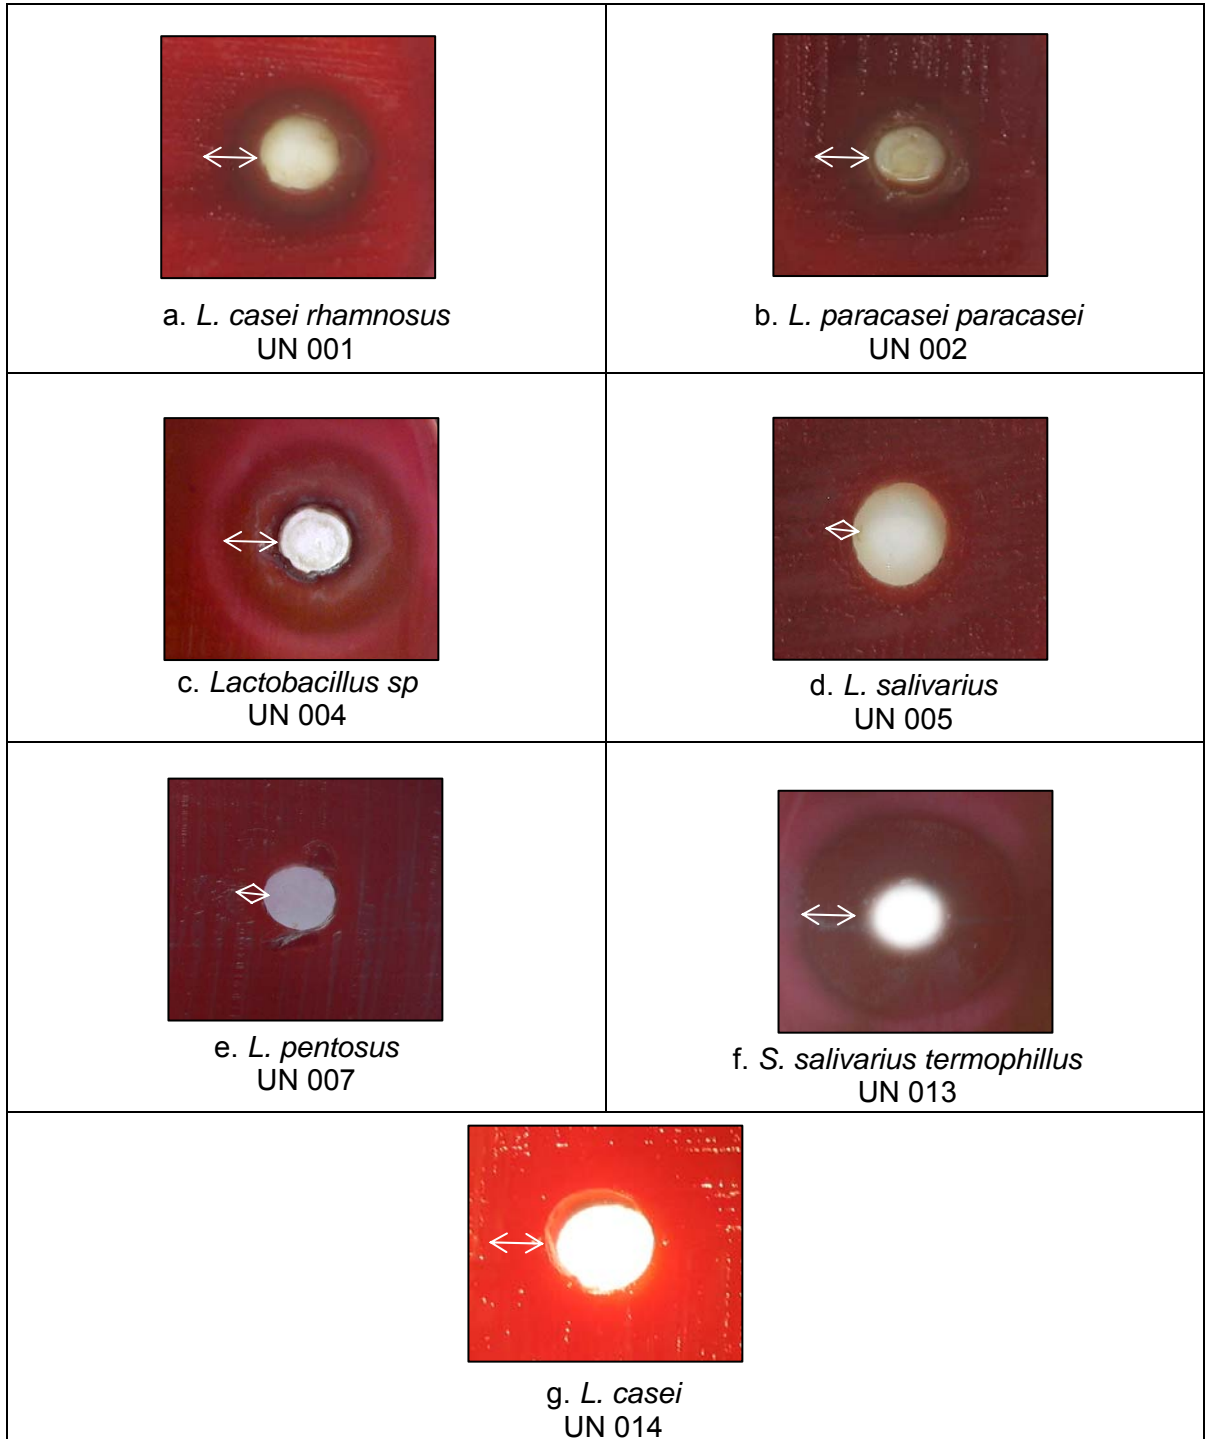 a. L. casei rhamnosus
UN 001
b. L. paracasei paracasei
UN 002
c. Lactobacillus sp
UN 004
d. L. salivarius
UN 005
e. L. pentosus
UN 007
f. S. salivarius termophillus
UN 013
g. L. casei
UN 014